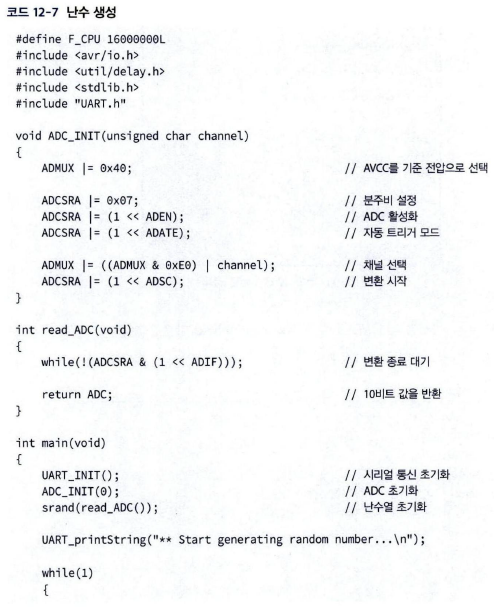 코드 12-7 난수 생성
#define F_CPU 16000000L
#include <avr/io.h>
#include <util/delay.h>
#include <stdlib.h>
#include "UART.h"
void ADC_INIT(unsigned char channel)
{
ADMUX |= 0x40; // AVCC를 기준 전압으로 선택
ADCSRA |= 0x07; // 분주비 설정
ADCSRA |= (1 << ADEN); // ADC 활성화
ADCSRA |= (1 << ADATE); // 자동 트리거 모드
ADMUX |= ((ADMUX & 0xE0) | channel); // 채널 선택
ADCSRA |= (1 << ADSC); // 변환 시작
}
int read_ADC(void)
{
while(!(ADCSRA & (1 << ADIF))); // 변환 종료 대기
return ADC; // 10비트 값을 반환
}
int main(void)
{
UART_INIT(); // 시리얼 통신 초기화
ADC_INIT(0); // ADC 초기화
srand(read_ADC()); // 난수열 초기화
UART_printString("** Start generating random number...\n");
while(1)
{